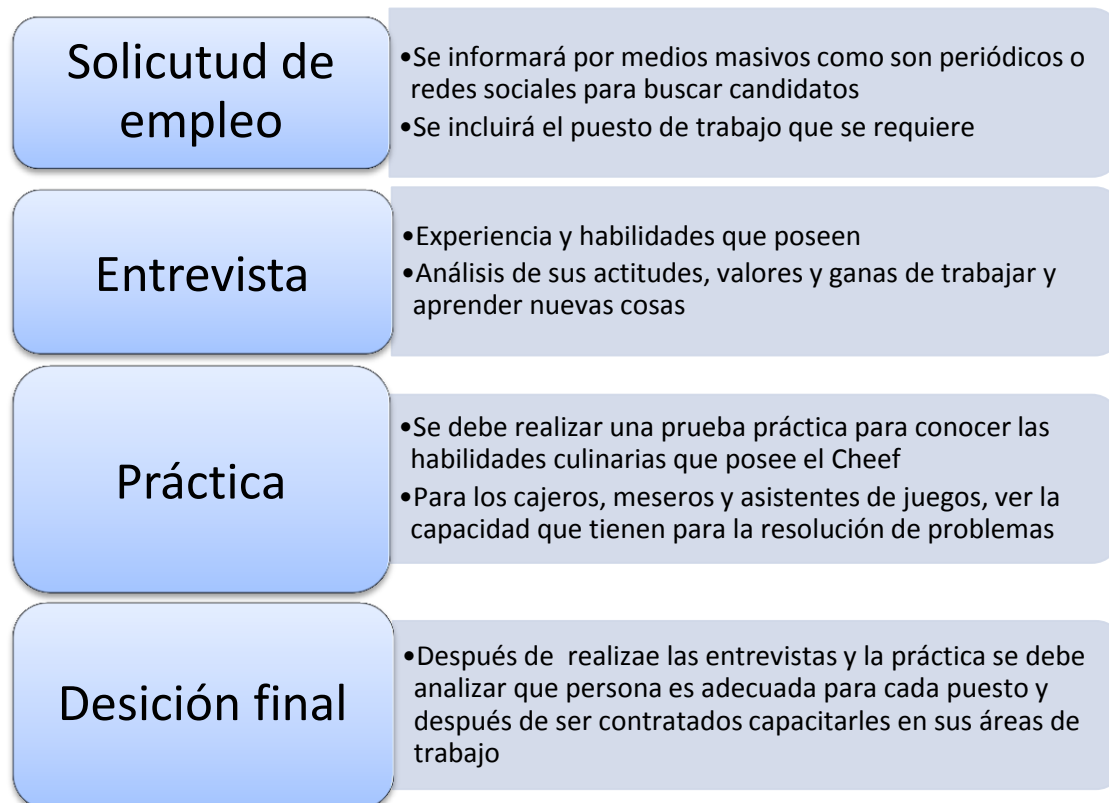 Solicutud de
empleo
•Se informará por medios masivos como son periódicos o
redes sociales para buscar candidatos
•Se incluirá el puesto de trabajo que se requiere
Entrevista
•Experiencia y habilidades que poseen
•Análisis de sus actitudes, valores y ganas de trabajar y
aprender nuevas cosas
Práctica
•Se debe realizar una prueba práctica para conocer las
habilidades culinarias que posee el Cheef
•Para los cajeros, meseros y asistentes de juegos, ver la
capacidad que tienen para la resolución de problemas
Desición final
•Después de  realizae las entrevistas y la práctica se debe
analizar que persona es adecuada para cada puesto y
después de ser contratados capacitarles en sus áreas de
trabajo